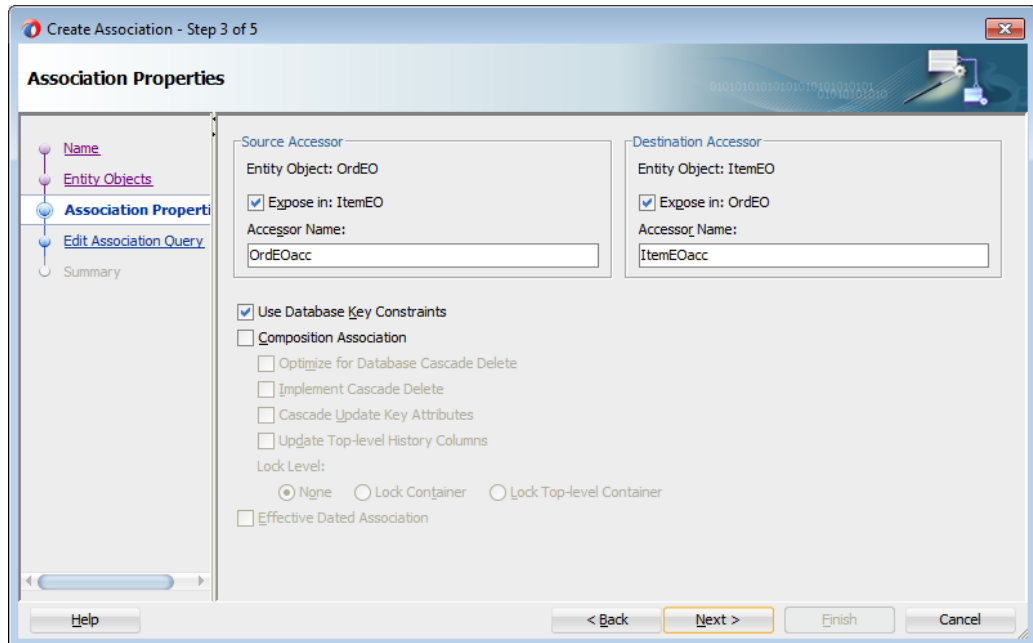 Create Association - Step 3 of 5
Association Properties
Name
Entity Objects
Association Properti
Edit Association Query
Summary
Source Accessor
Entity Object: OrdEO
Expose in: ItemEO
Accessor Name:
OrdEOacc
Destination Accessor
Entity Object: ItemEO
Expose in: OrdEO
Accessor Name:
ItemEOacc
Use Database Key Constraints
Composition Association
Optimize for Database Cascade Delete
Implement Cascade Delete
Cascade Update Key Attributes
Update Top-level History Columns
Lock Level:
None Lock Container Lock Top-level Container
Effective Dated Association
Help < Back Next > Finish Cancel